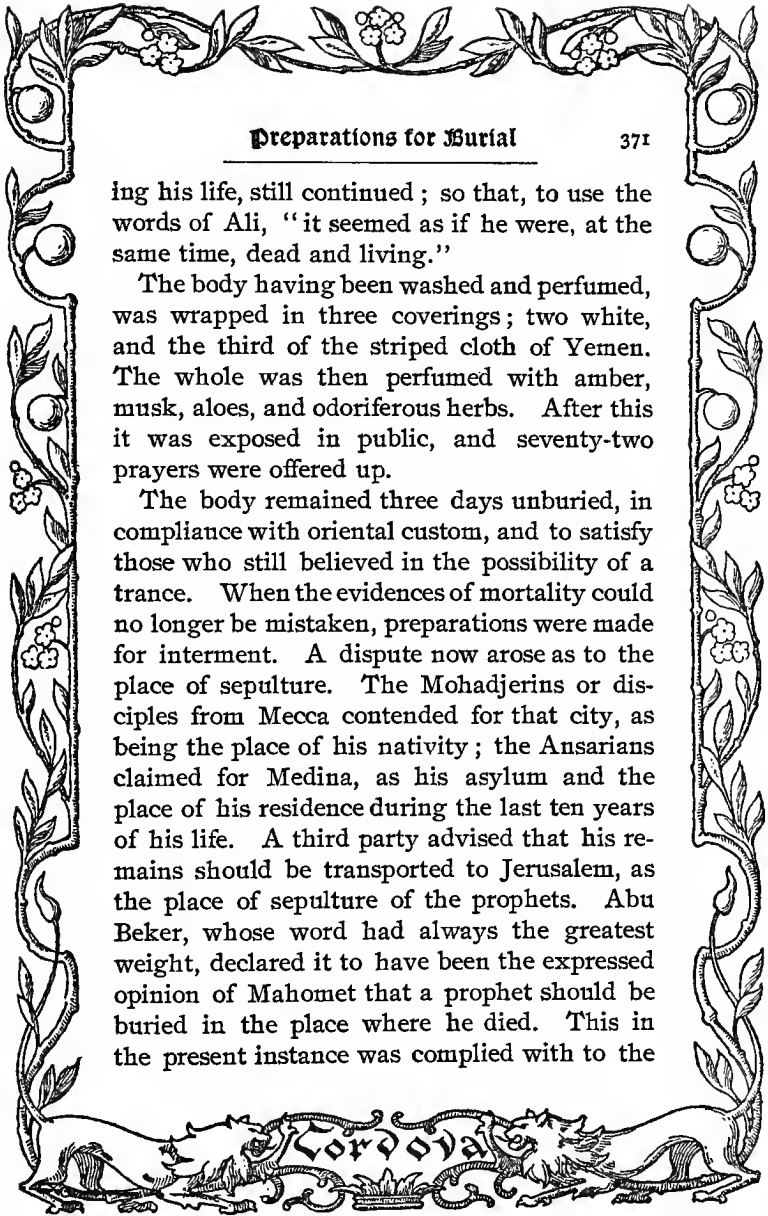 Preparations for Burial 371
ing his life, still continued ; so that, to use the
words of Ali, “ it seemed as if he were, at the
same time, dead and living.”
The body having been washed and perfumed,
was wrapped in three coverings ; two white,
and the third of the striped cloth of Yemen.
The whole was then perfumed with amber,
musk, aloes, and odoriferous herbs. After this
it was exposed in public, and seventy-two
prayers were offered up.
The body remained three days unburied, in
compliance with oriental custom, and to satisfy
those who still believed in the possibility of a
trance. When the evidences of mortality could
no longer be mistaken, preparations were made
for interment. A dispute now arose as to the
place of sepulture. The Mohadjerins or dis-
ciples from Mecca contended for that city, as
being the place of his nativity ; the Ansarians
claimed for Medina, as his asylum and the
place of his residence during the last ten years
of his life. A third party advised that his re-
mains should be transported to Jerusalem, as
the place of sepulture of the prophets. Abu
Beker, whose word had always the greatest
weight, declared it to have been the expressed
opinion of Mahomet that a prophet should be
buried in the place where he died. This in
the present instance was complied with to the
Cordova